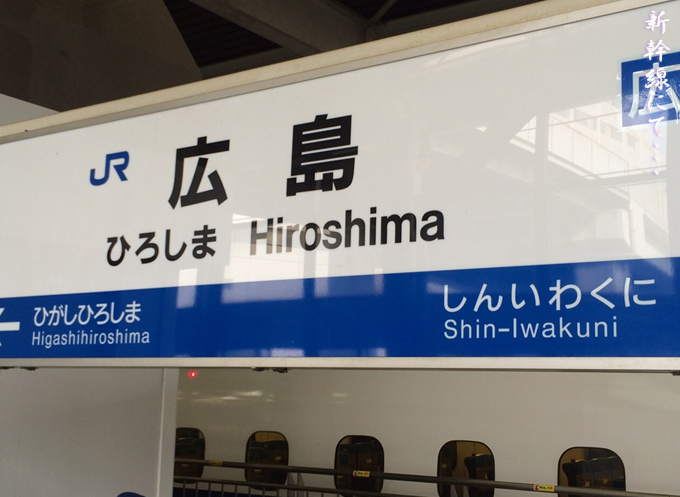 新幹線にて…
広
JR
広島
ひろしま Hiroshima
ひがしひろしま
Higashihiroshima
しんいわくに
Shin-Iwakuni